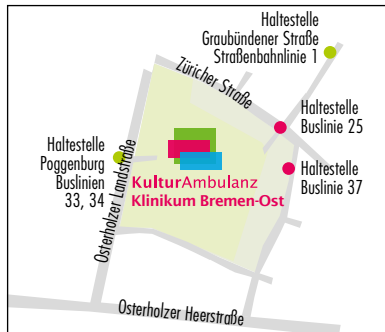 Haltestelle
Graubündener Straße
Straßenbahnlinie 1
Züricher Straße
Haltestelle
Buslinie 25
Haltestelle
Poggenburg
Buslinien
33, 34
Haltestelle
Buslinie 37
KulturAmbulanz
Klinikum Bremen-Ost
Osterholzer Landstraße
Osterholzer Heerstraße